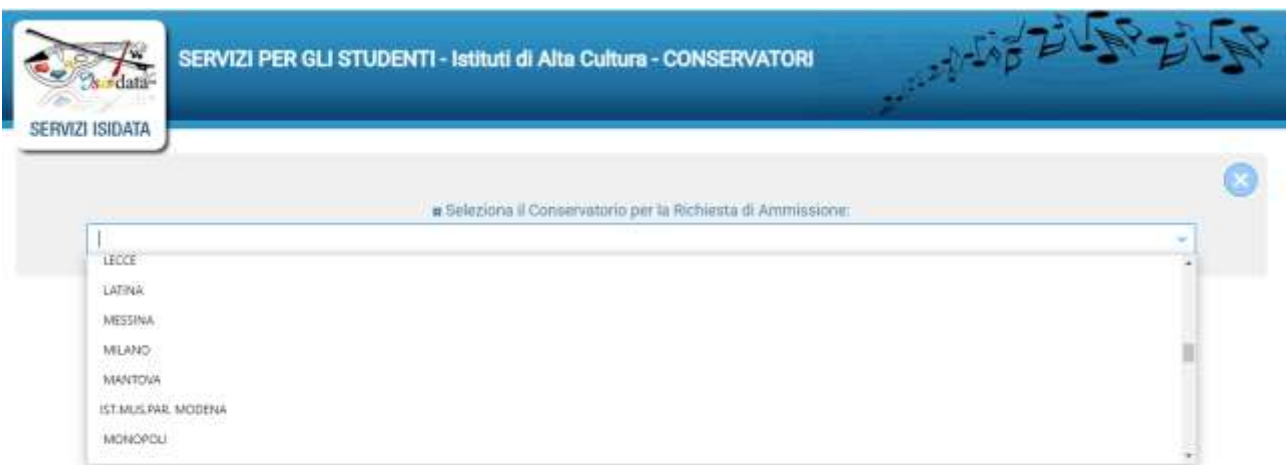 SERVIZI PER GLI STUDENTI - Istituti di Alta Cultura - CONSERVATORI
Isidata
SERVIZI ISIDATA
Seleziona il Conservatorio per la Richiesta di Ammissione:
LECCE
LATINA
MESSINA
MILANO
MANTOVA
IST.MUS.PAR. MODENA
MONOPOLI